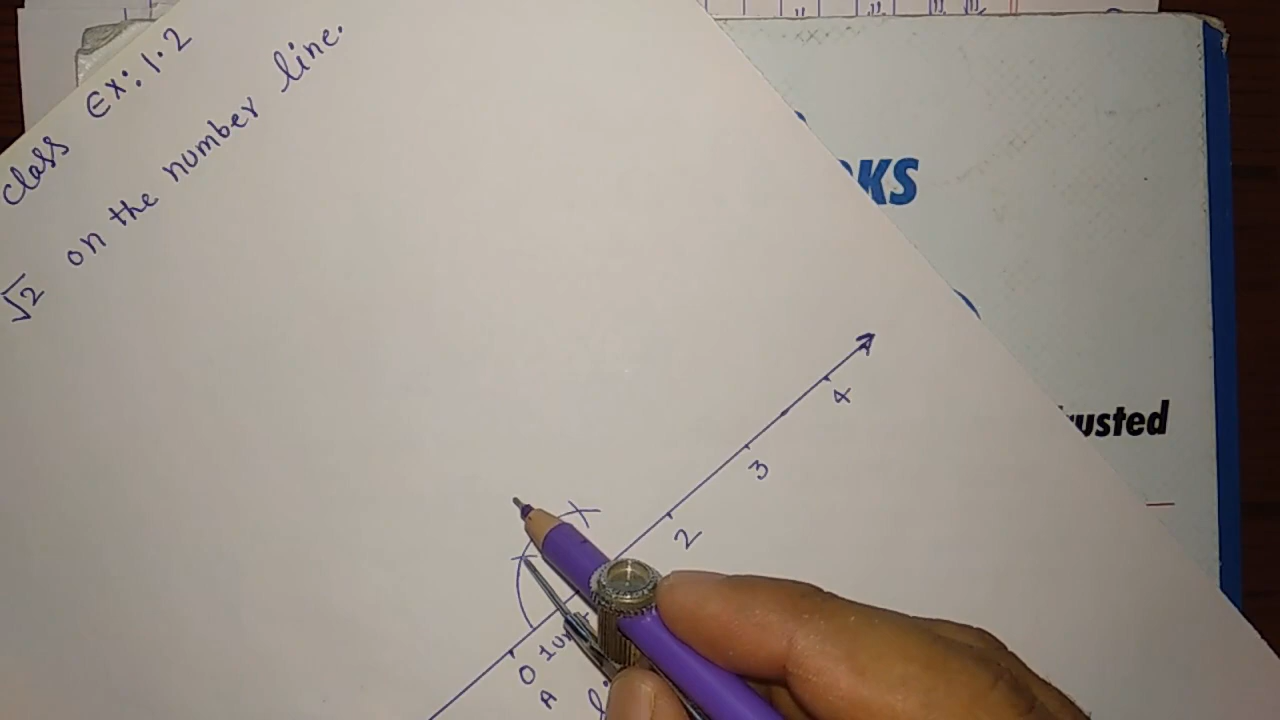 Class Ex: 1.2
√2 on the number line.
4
3
2
0
A
KS
usted